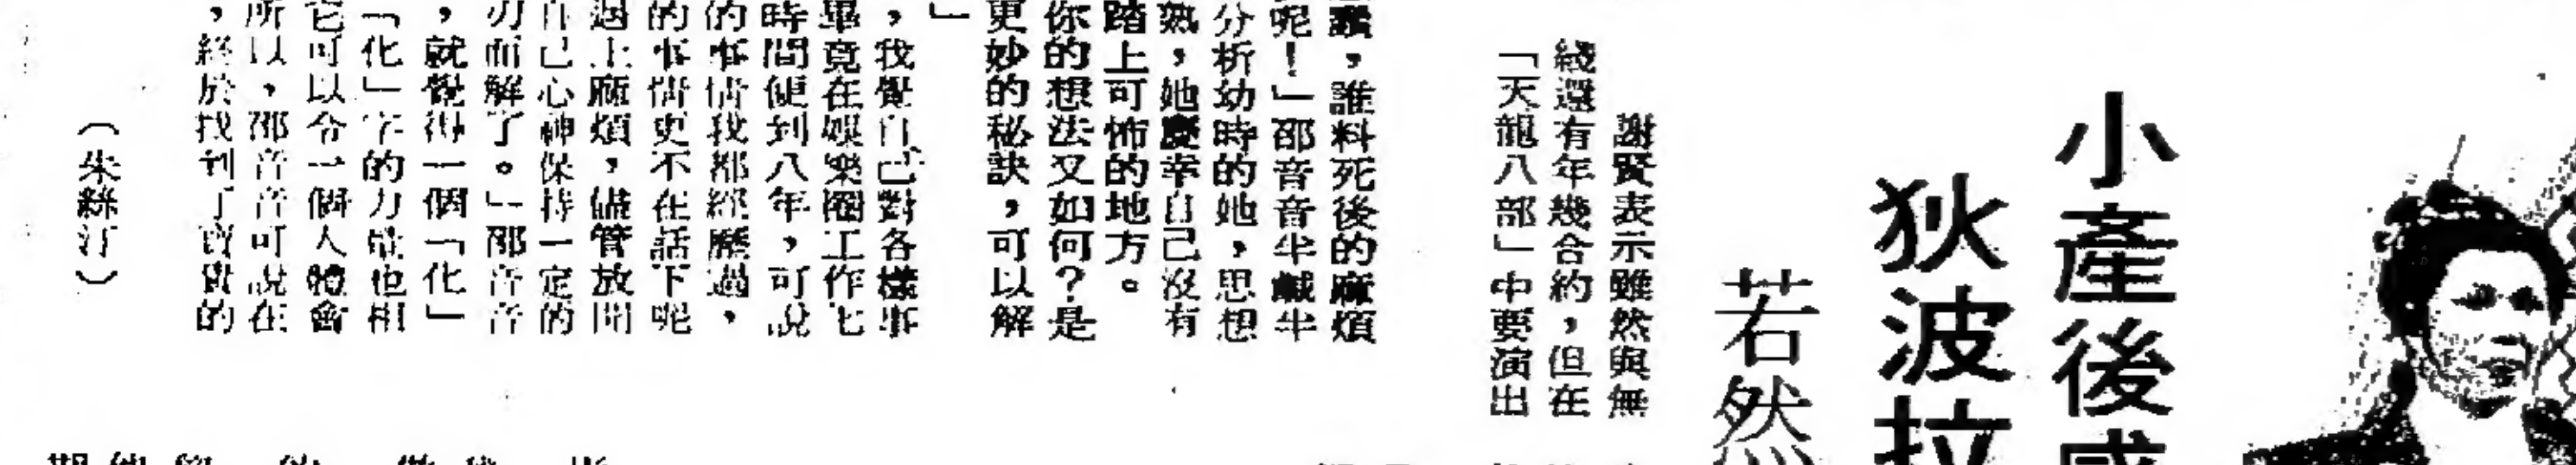 小產後
狄波拉
若然
謝賢表示雖然與無
綫還有年幾合約，但在
「天龍八部」中要演出
，誰料死後的麻煩
呢！」邵音音半鹹半
分析幼時的她，思想
熟，她慶幸自己沒有
踏上可怖的地方。
你的想法又如何？是
更妙的秘訣，可以解
」
，我覺自己對各樣事
畢竟在娛樂圈工作七
時間便到八年，可說
的事情我都經歷過，
的事情更不在話下呢
遇上麻煩，儘管放開
自己心神保持一定的
刃而解了。」邵音音
，就覺得一個「化」
「化」字的力量也相
它可以令一個人體會
所以，邵音音可說在
，終於找到了寶貴的
（朱絲汀）